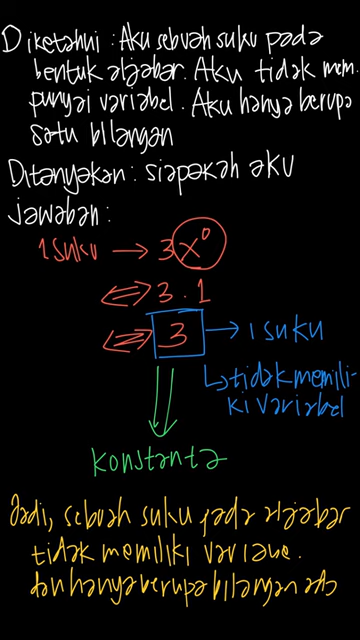 Diketahui : Aku sebuah suku pada
bentuk aljabar. Aku tidak mem-
punyai variabel. Aku hanya berupa
satu bilangan
Ditanyakan : siapakah aku
Jawaban :
1 suku → 3x⁰
⇔ 3 . 1
⇔ 3 → 1 suku
↳ tidak memili-
ki variabel
konstanta
Jadi, sebuah suku pada aljabar
tidak memiliki
dan hanya berupa bilangan